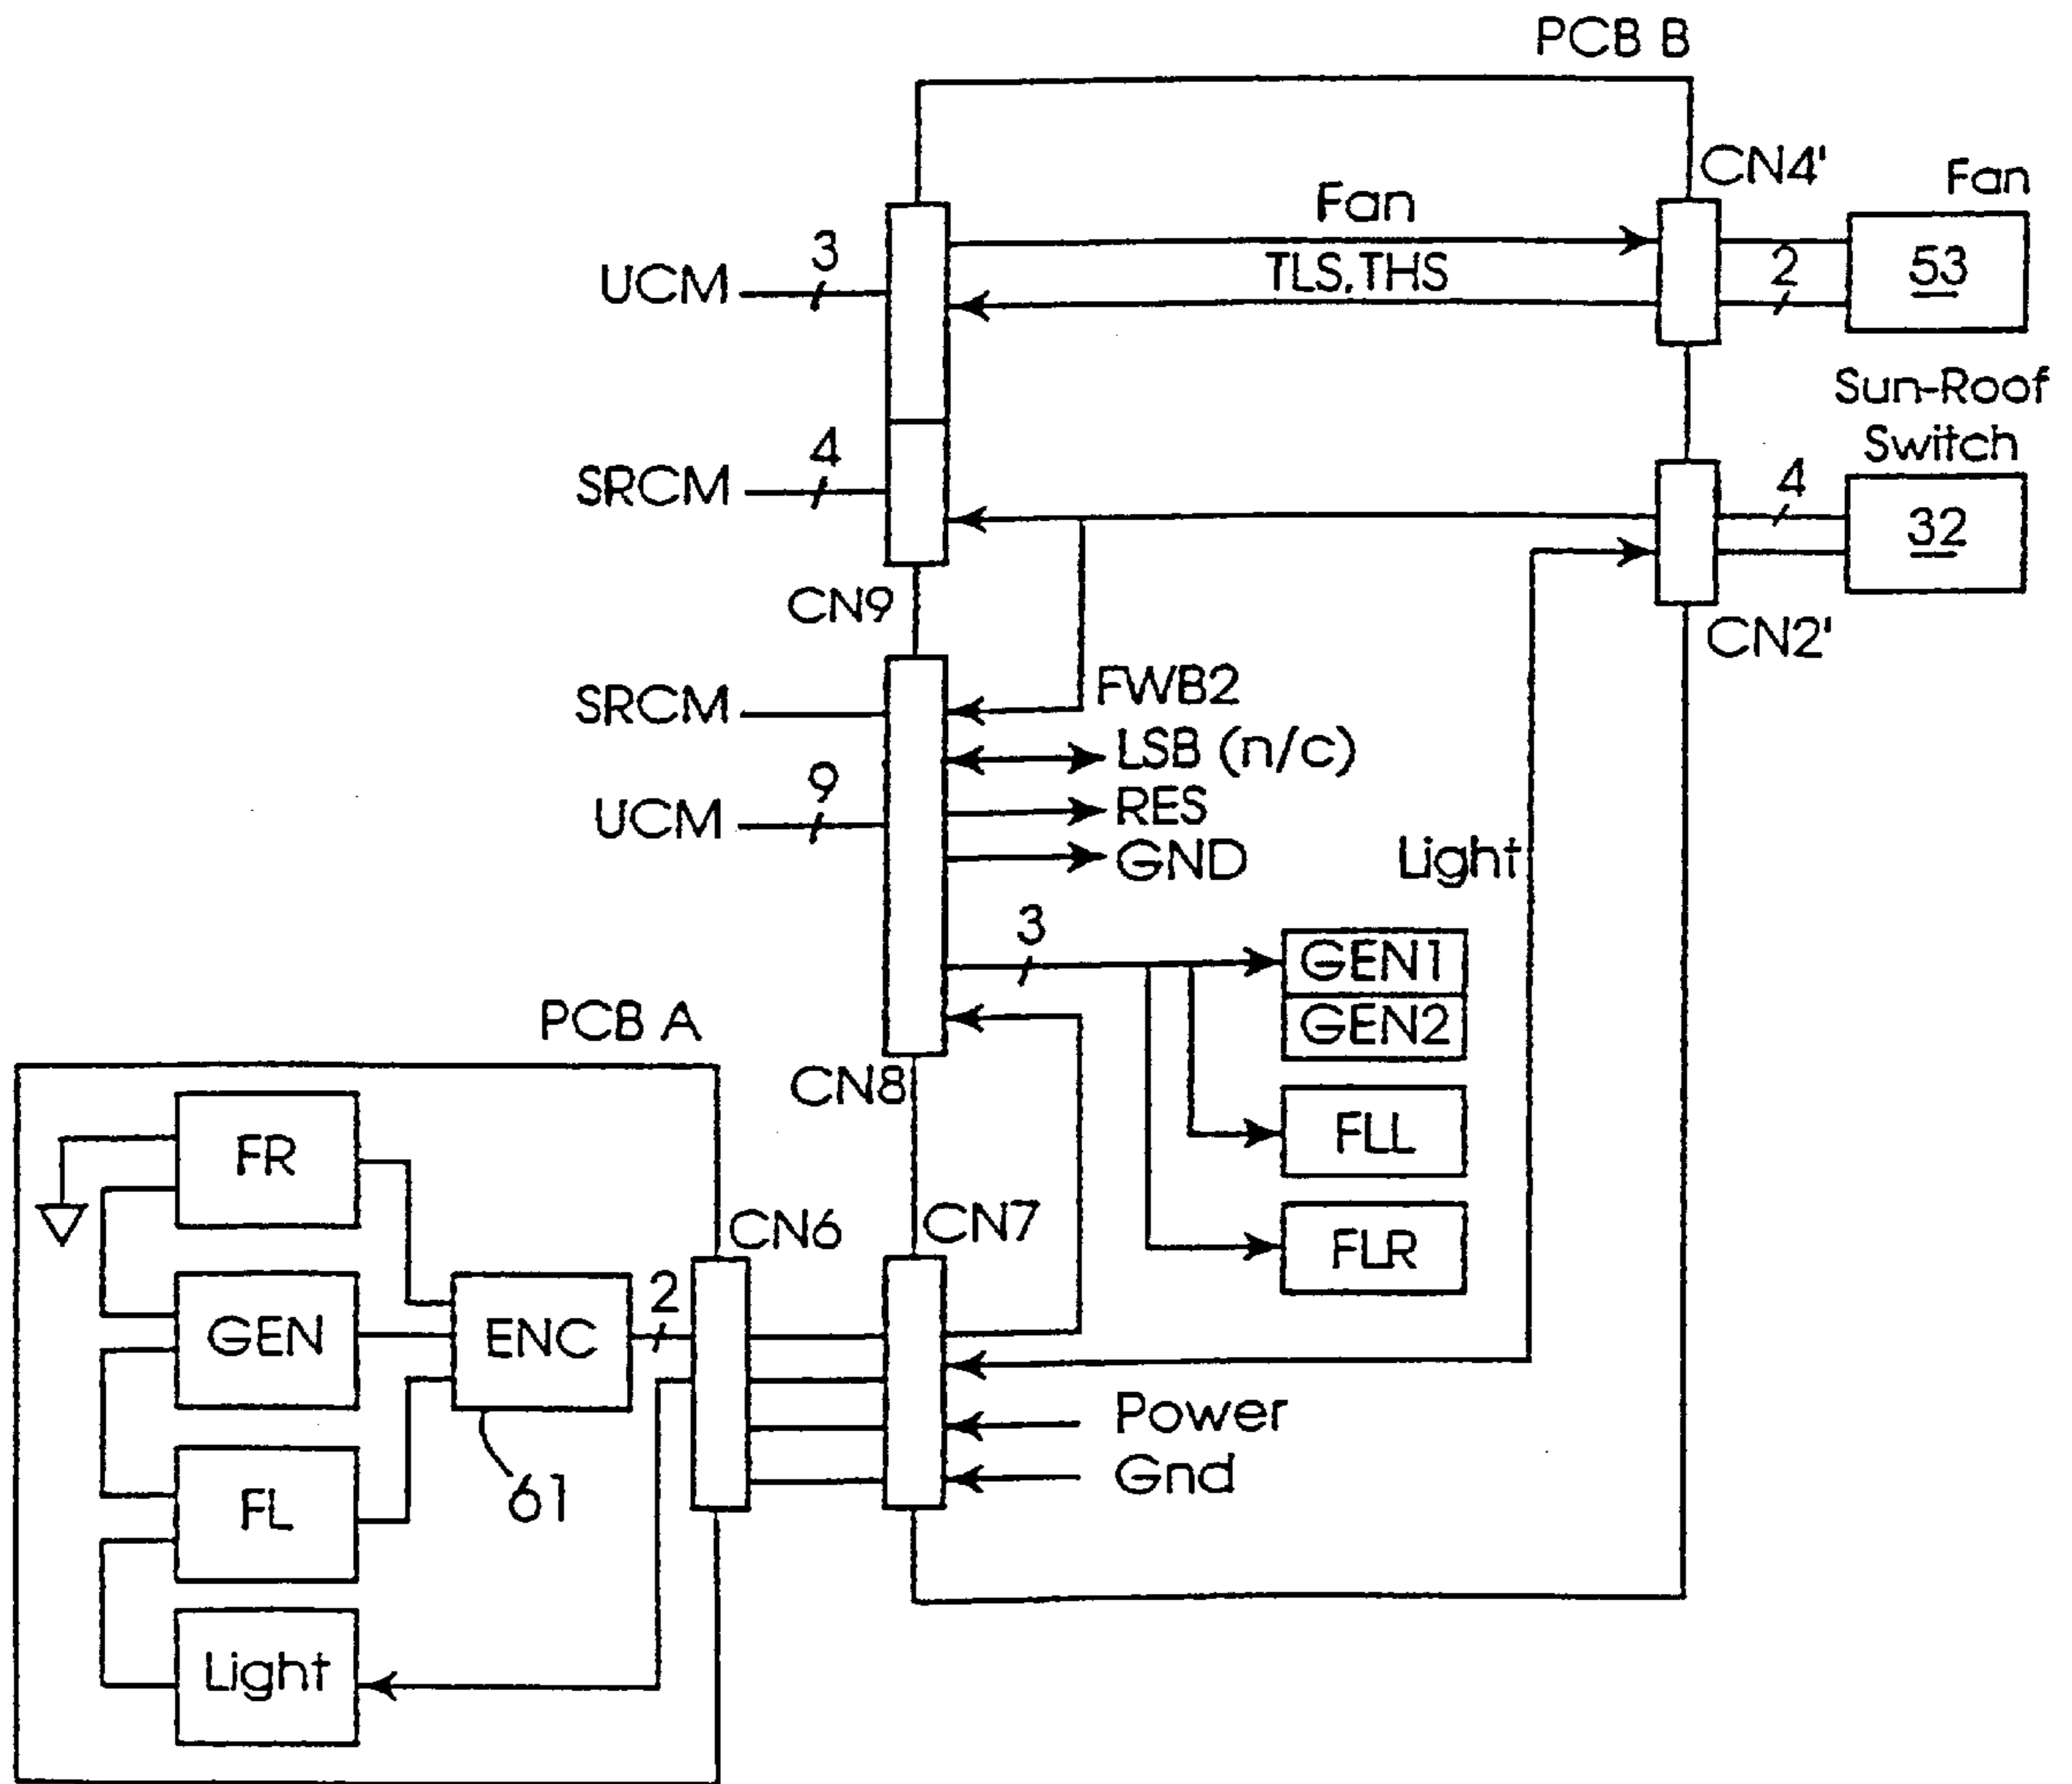 PCB B
CN4'
Fan
Fan
3
UCM
TLS,THS
2
53
Sun-Roof
Switch
4
SRCM
4
32
CN9
CN2'
SRCM
FWB2
LSB (n/c)
9
UCM
RES
GND
Light
3
GEN1
GEN2
PCB A
CN8
FLL
FR
CN6
CN7
FLR
GEN
ENC
2
Power
Gnd
61
FL
Light